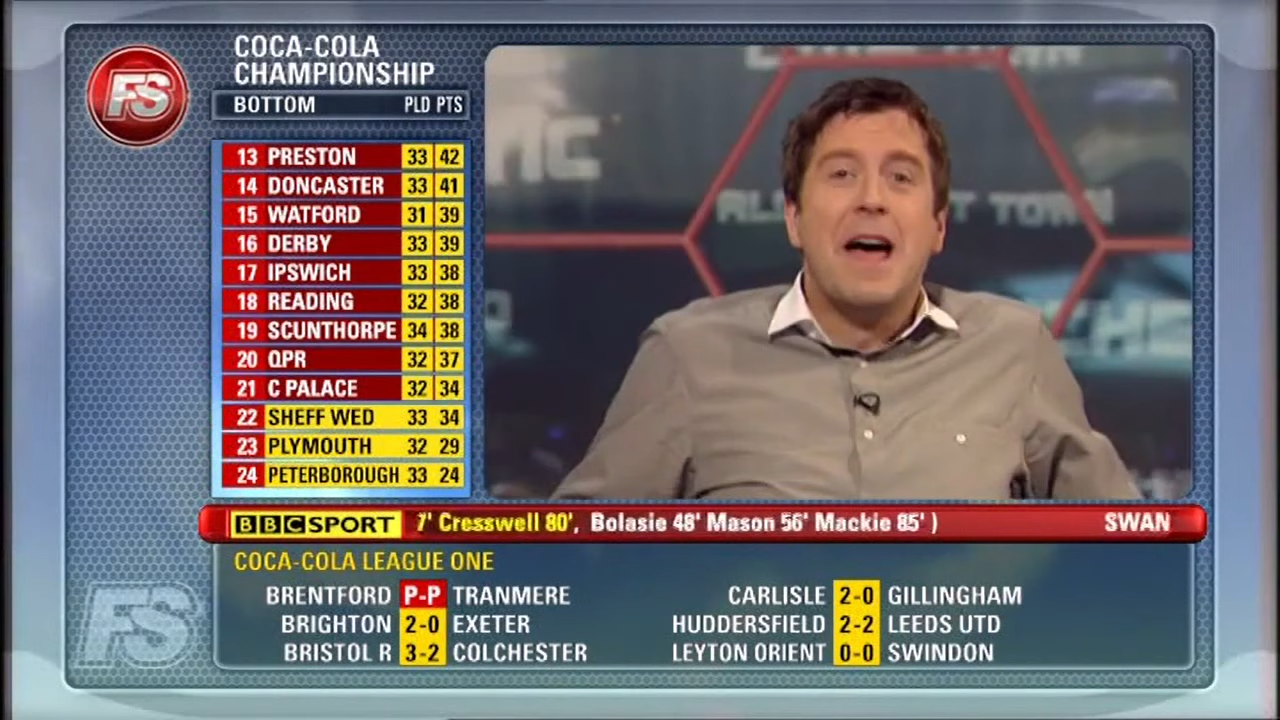 FS
COCA-COLA
CHAMPIONSHIP
BOTTOM PLD PTS
13 PRESTON 33 42
14 DONCASTER 33 41
15 WATFORD 31 39
16 DERBY 33 39
17 IPSWICH 33 38
18 READING 32 38
19 SCUNTHORPE 34 38
20 QPR 32 37
21 C PALACE 32 34
22 SHEFF WED 33 34
23 PLYMOUTH 32 29
24 PETERBOROUGH 33 24
TOWN
BBC SPORT 7' Cresswell 80', Bolasie 48' Mason 56' Mackie 85' ) SWAN
COCA-COLA LEAGUE ONE
BRENTFORD P-P TRANMERE CARLISLE 2-0 GILLINGHAM
BRIGHTON 2-0 EXETER HUDDERSFIELD 2-2 LEEDS UTD
BRISTOL R 3-2 COLCHESTER LEYTON ORIENT 0-0 SWINDON
FS